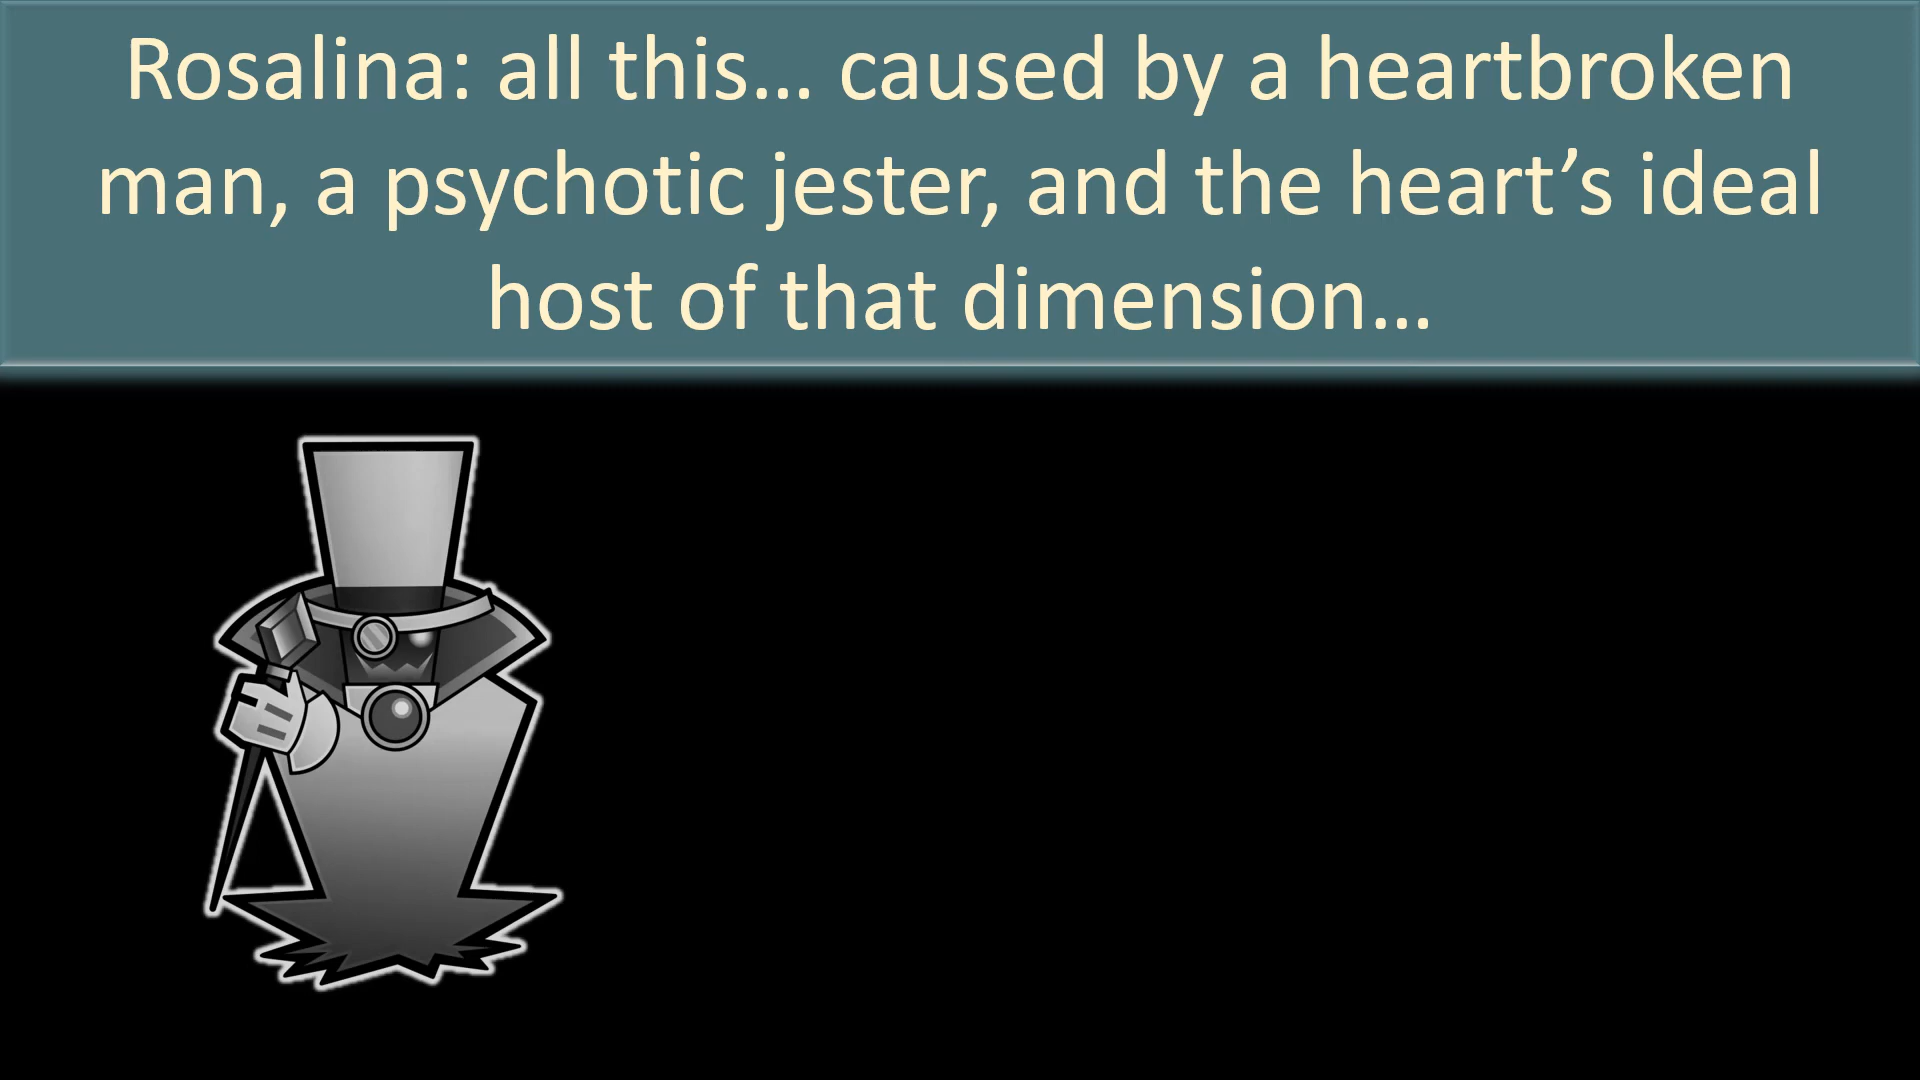 Rosalina: all this… caused by a heartbroken
man, a psychotic jester, and the heart’s ideal
host of that dimension…